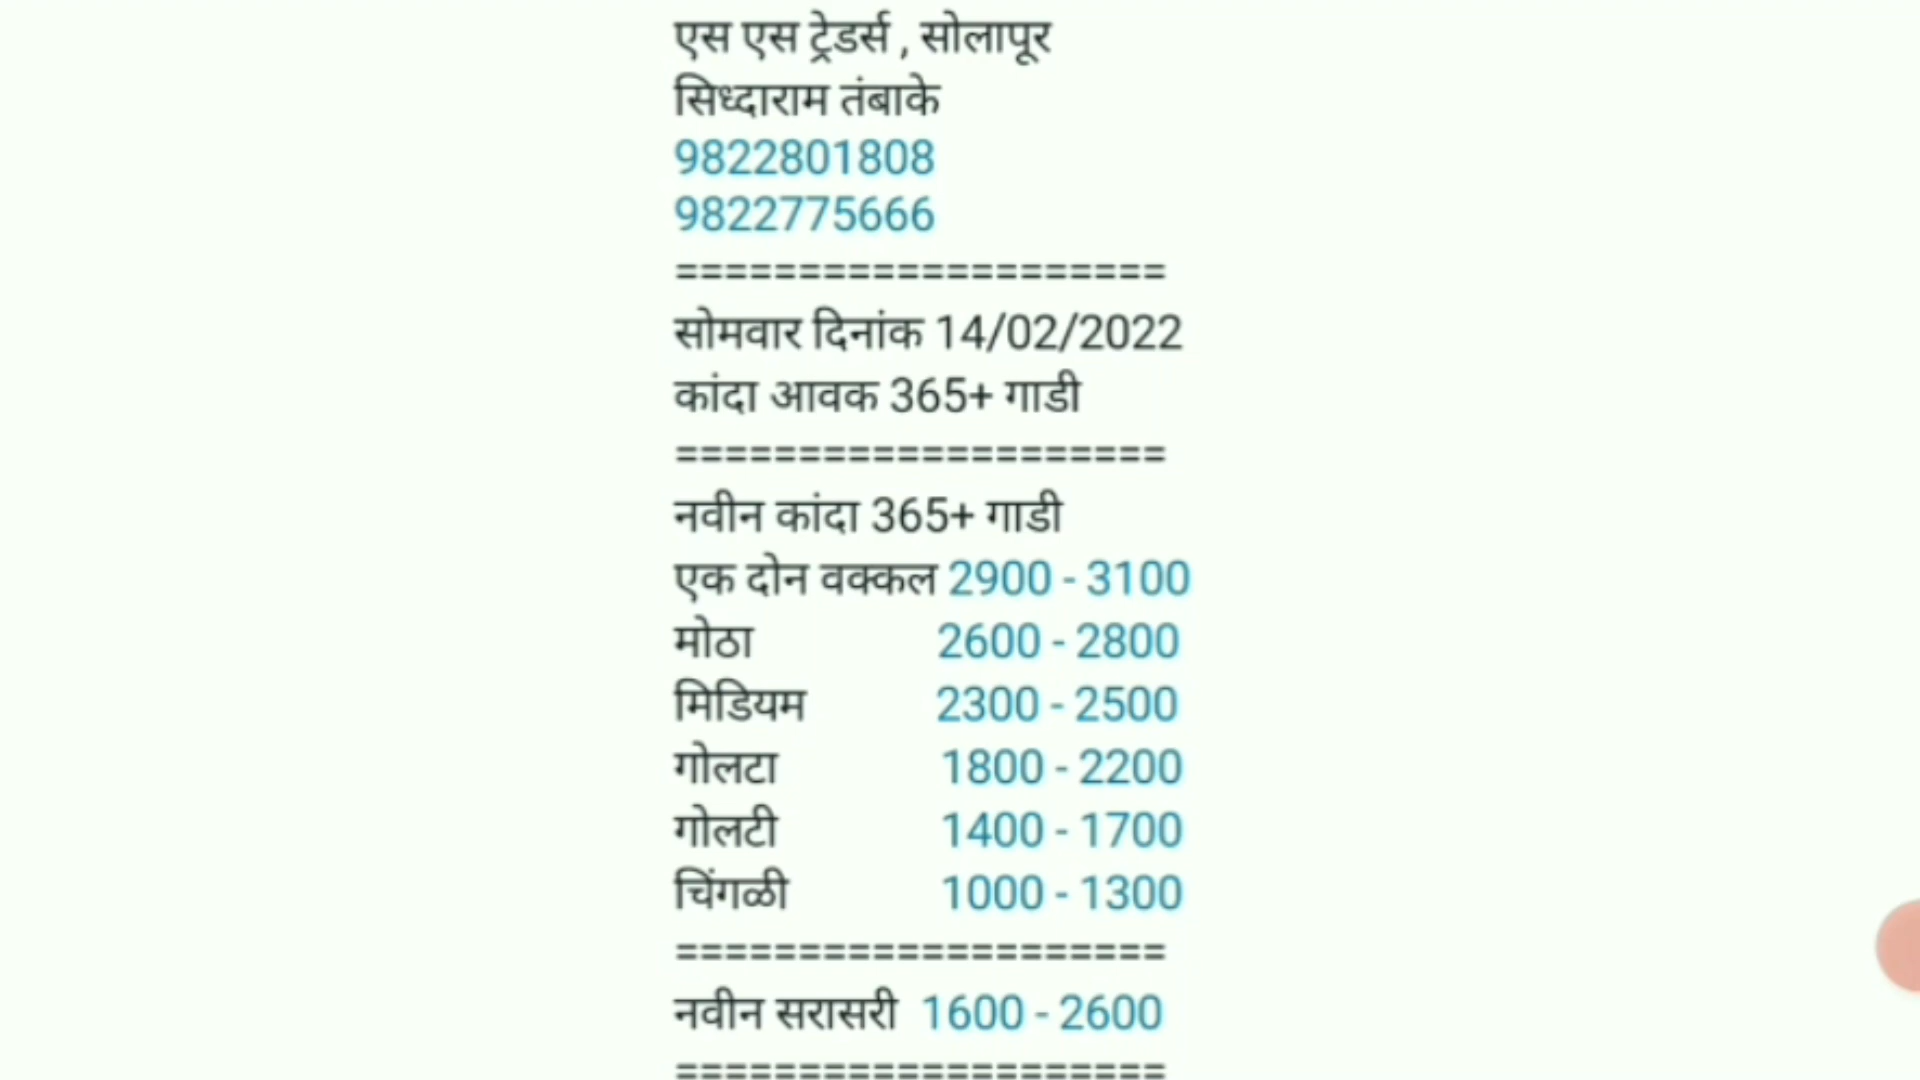 एस एस ट्रेडर्स , सोलापूर
सिध्दाराम तंबाके
9822801808
9822775666
====================
सोमवार दिनांक 14/02/2022
कांदा आवक 365+ गाडी
====================
नवीन कांदा 365+ गाडी
एक दोन वक्कल 2900 - 3100
मोठा 2600 - 2800
मिडियम 2300 - 2500
गोलटा 1800 - 2200
गोलटी 1400 - 1700
चिंगळी 1000 - 1300
====================
नवीन सरासरी 1600 - 2600
====================